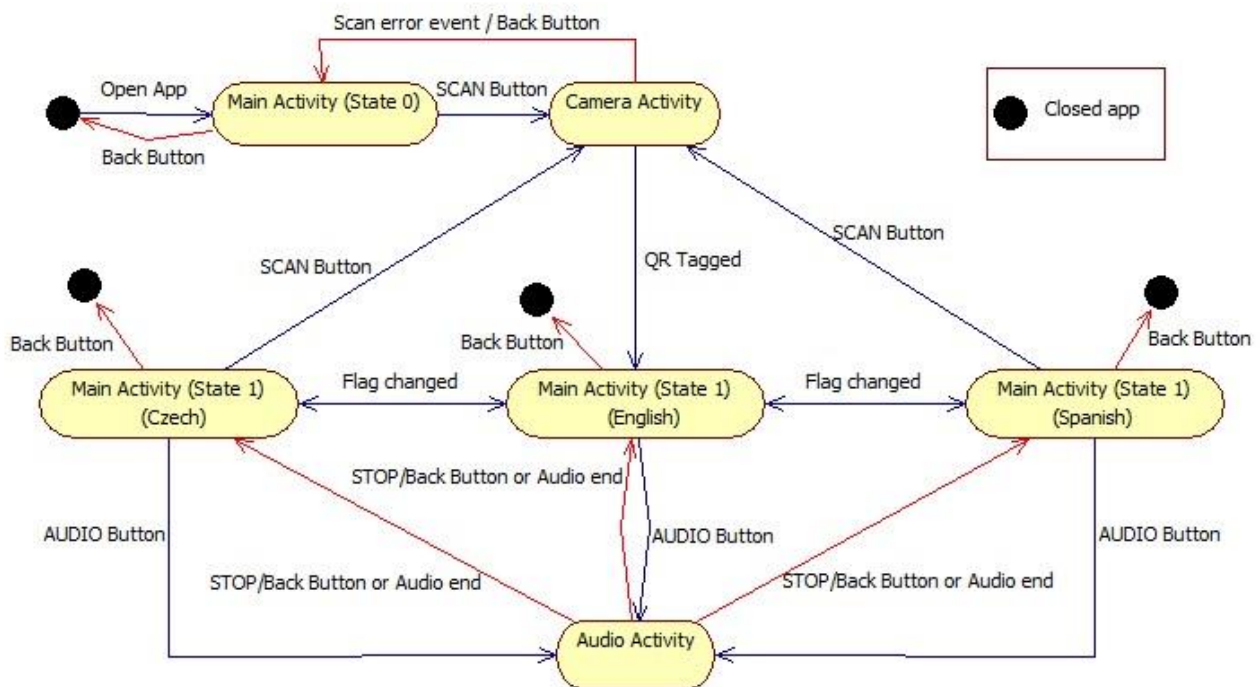 Scan error event / Back Button
Open App
Main Activity (State 0)
SCAN Button
Camera Activity
Closed app
Back Button
SCAN Button
QR Tagged
SCAN Button
Back Button
Back Button
Back Button
Main Activity (State 1)
(Czech)
Flag changed
Main Activity (State 1)
(English)
Flag changed
Main Activity (State 1)
(Spanish)
STOP/Back Button or Audio end
AUDIO Button
AUDIO Button
AUDIO Button
STOP/Back Button or Audio end
STOP/Back Button or Audio end
Audio Activity